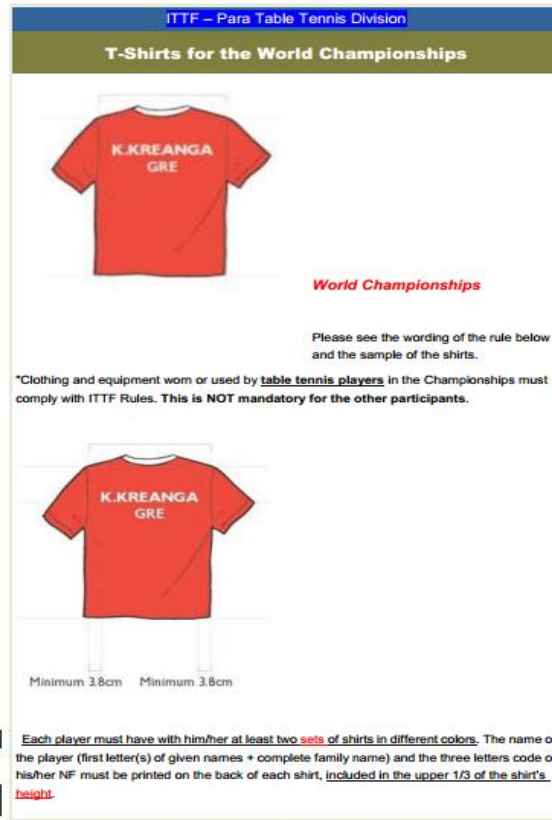 ITTF – Para Table Tennis Division
T-Shirts for the World Championships
K.KREANGA
GRE
World Championships
Please see the wording of the rule below
and the sample of the shirts.
"Clothing and equipment worn or used by table tennis players in the Championships must
comply with ITTF Rules. This is NOT mandatory for the other participants.
K.KREANGA
GRE
Minimum 3.8cm Minimum 3.8cm
Each player must have with him/her at least two sets of shirts in different colors. The name o
the player (first letter(s) of given names + complete family name) and the three letters code o
his/her NF must be printed on the back of each shirt, included in the upper 1/3 of the shirt's
height.